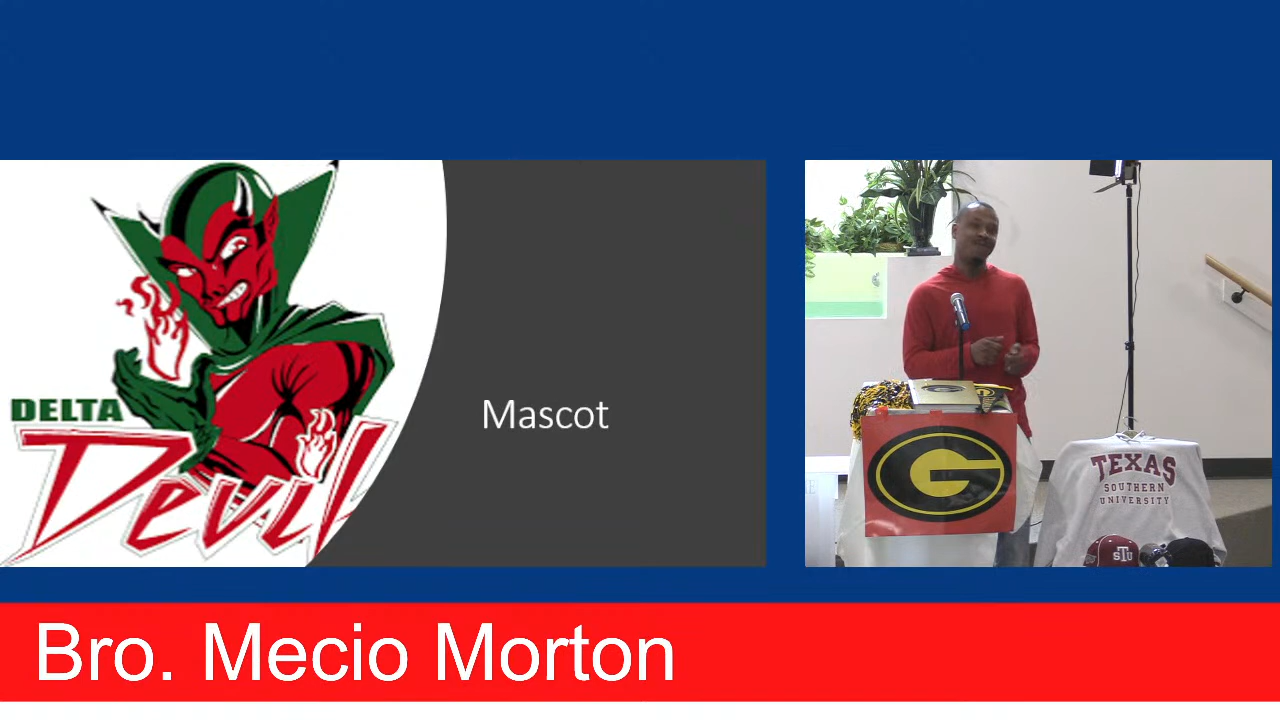 DELTA
Devil
Mascot
G
TEXAS
SOUTHERN
UNIVERSITY
STU
Bro. Mecio Morton